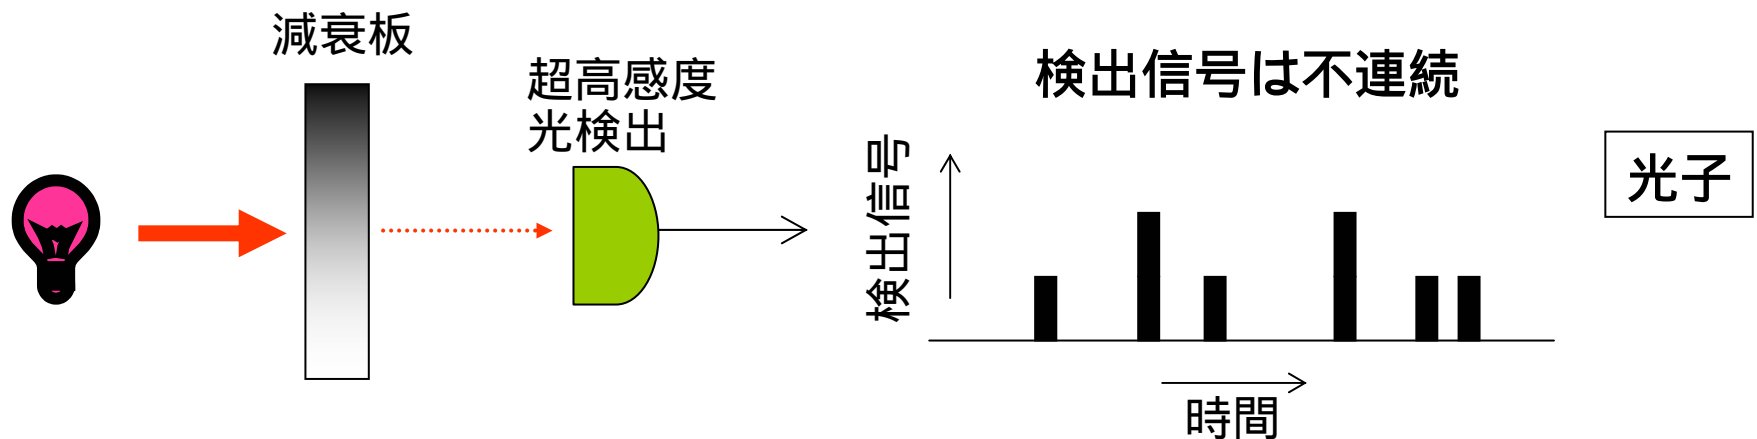 減衰板
超高感度
光検出
検出信号は不連続
検出信号
光子
時間